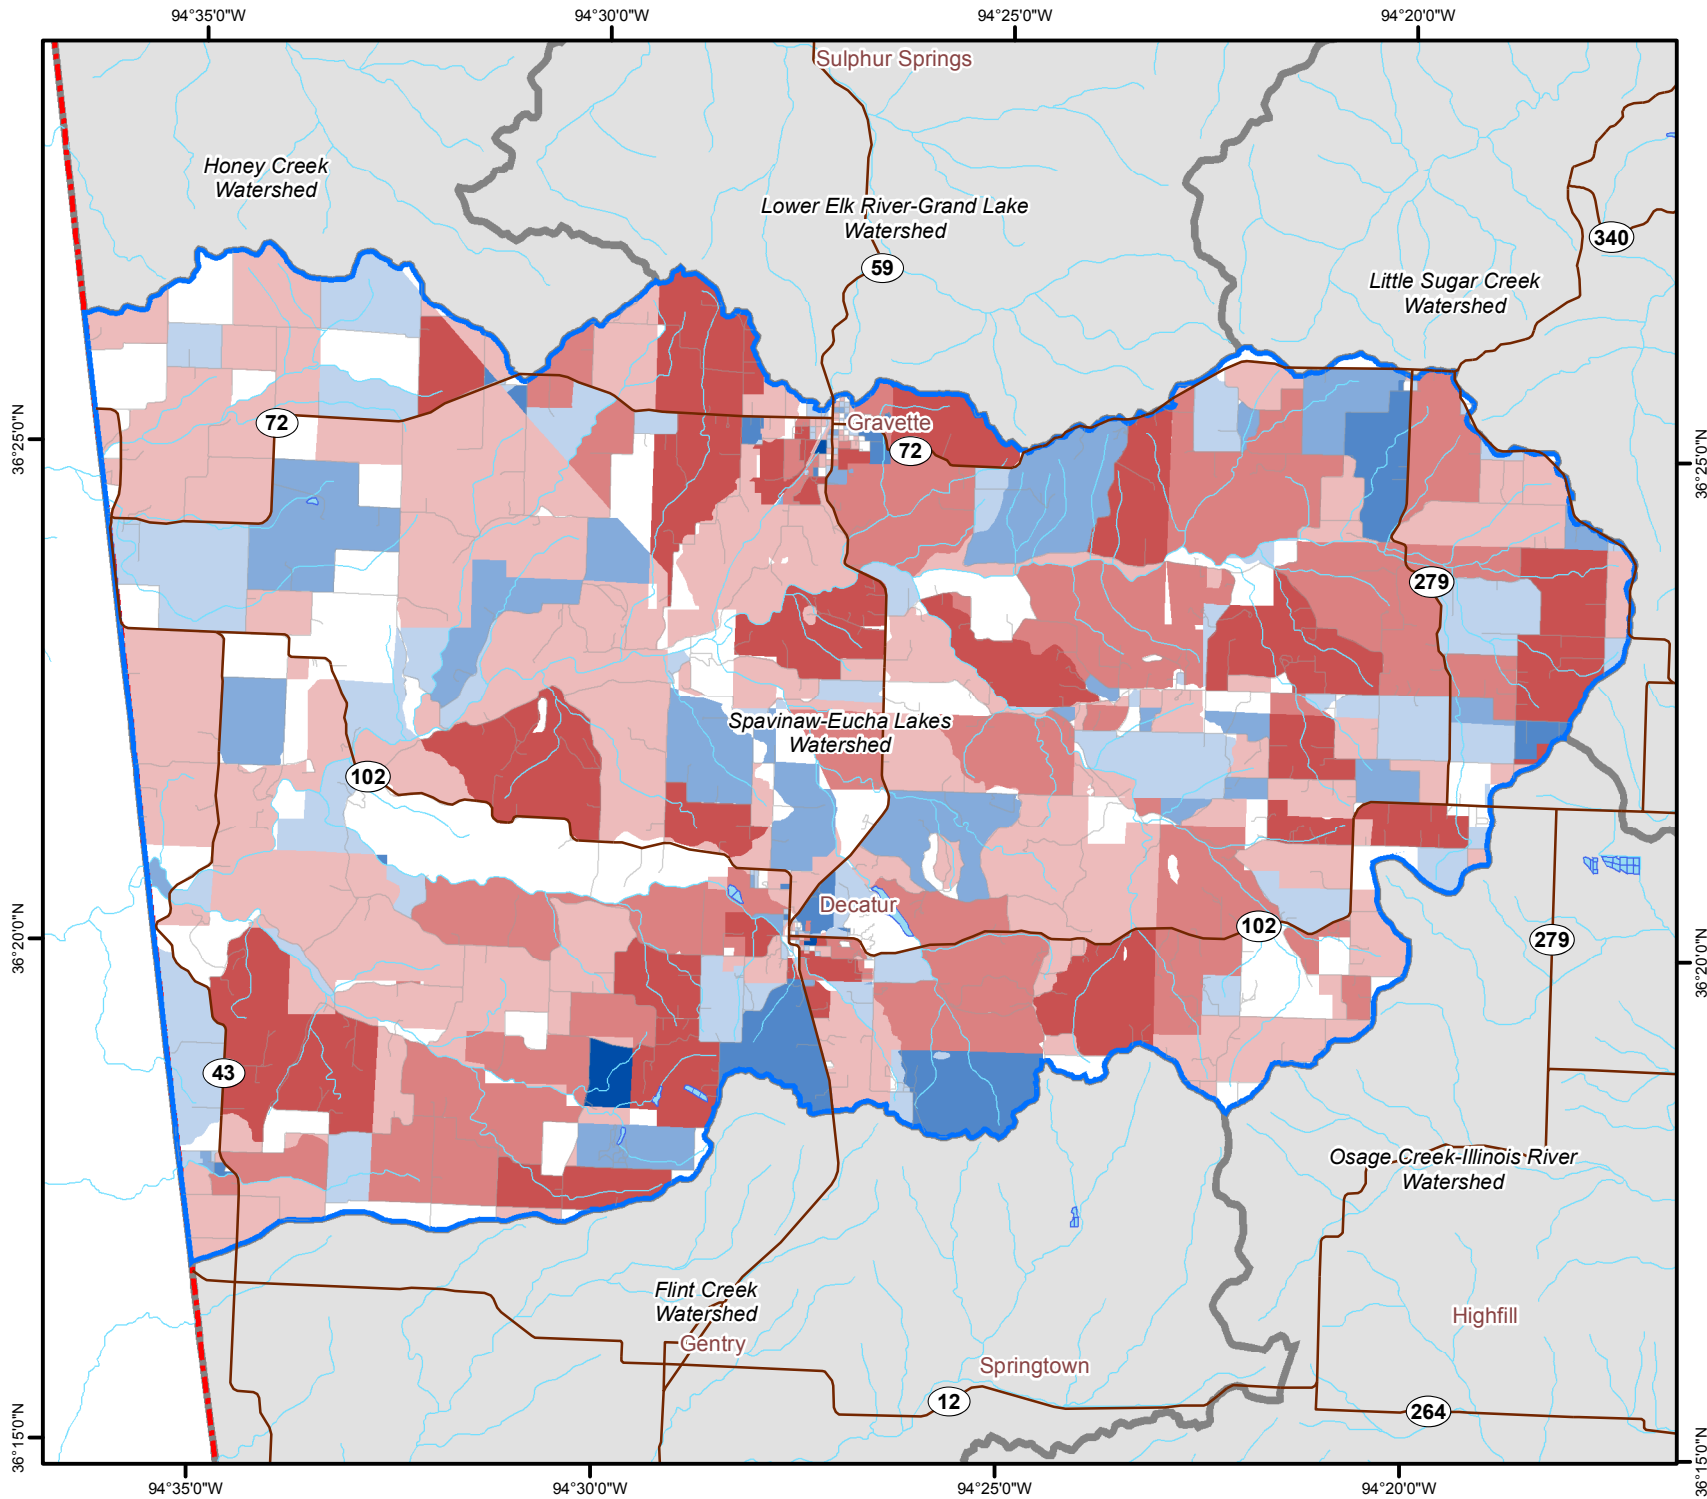 94°35'0"W
94°30'0"W
94°25'0"W
94°20'0"W
Sulphur Springs
Honey Creek
Watershed
Lower Elk River-Grand Lake
Watershed
340
59
Little Sugar Creek
Watershed
72
Gravette
72
36°25'0"N
36°25'0"N
279
Spavinaw-Eucha Lakes
Watershed
102
Decatur
102
279
36°20'0"N
36°20'0"N
43
Osage Creek-Illinois River
Watershed
Flint Creek
Watershed
Highfill
Gentry
Springtown
12
264
36°15'0"N
36°15'0"N
94°35'0"W
94°30'0"W
94°25'0"W
94°20'0"W